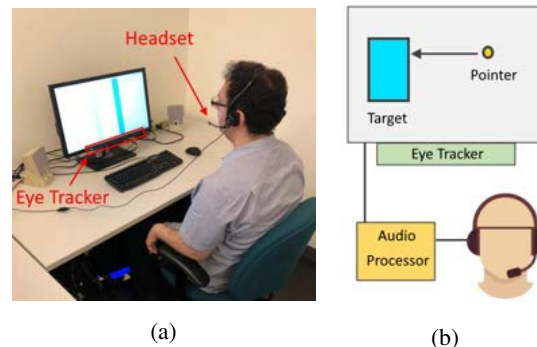 Headset
Eye Tracker
(a)
Pointer
Target
Eye Tracker
Audio
Processor
(b)